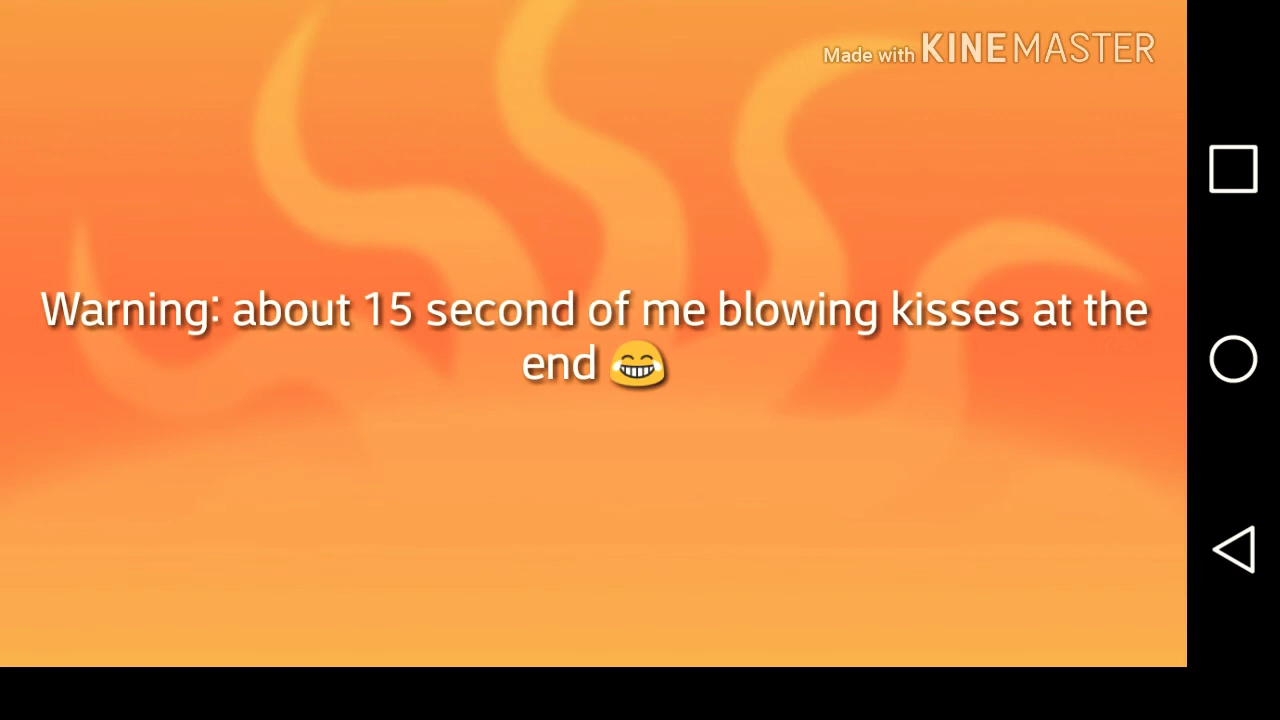 Made with KINEMASTER
Warning: about 15 second of me blowing kisses at the
end 😂